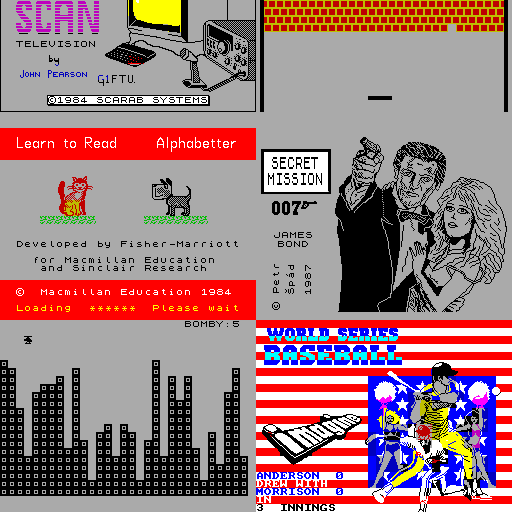 SCAN
TELEVISION
by
JOHN PEARSON
G1FTU.
©1984 SCARAB SYSTEMS
Learn to Read Alphabetter
Developed by Fisher-Marriott
for Macmillan Education
and Sinclair Research
© Macmillan Education 1984
Loading ****** Please wait
SECRET
MISSION
007
JAMES
BOND
© Petr
Špád
1987
BOMBY:5
WORLD SERIES
BASEBALL
Imagine
ANDERSON 0
DREW WITH
MORRISON 0
IN
3 INNINGS